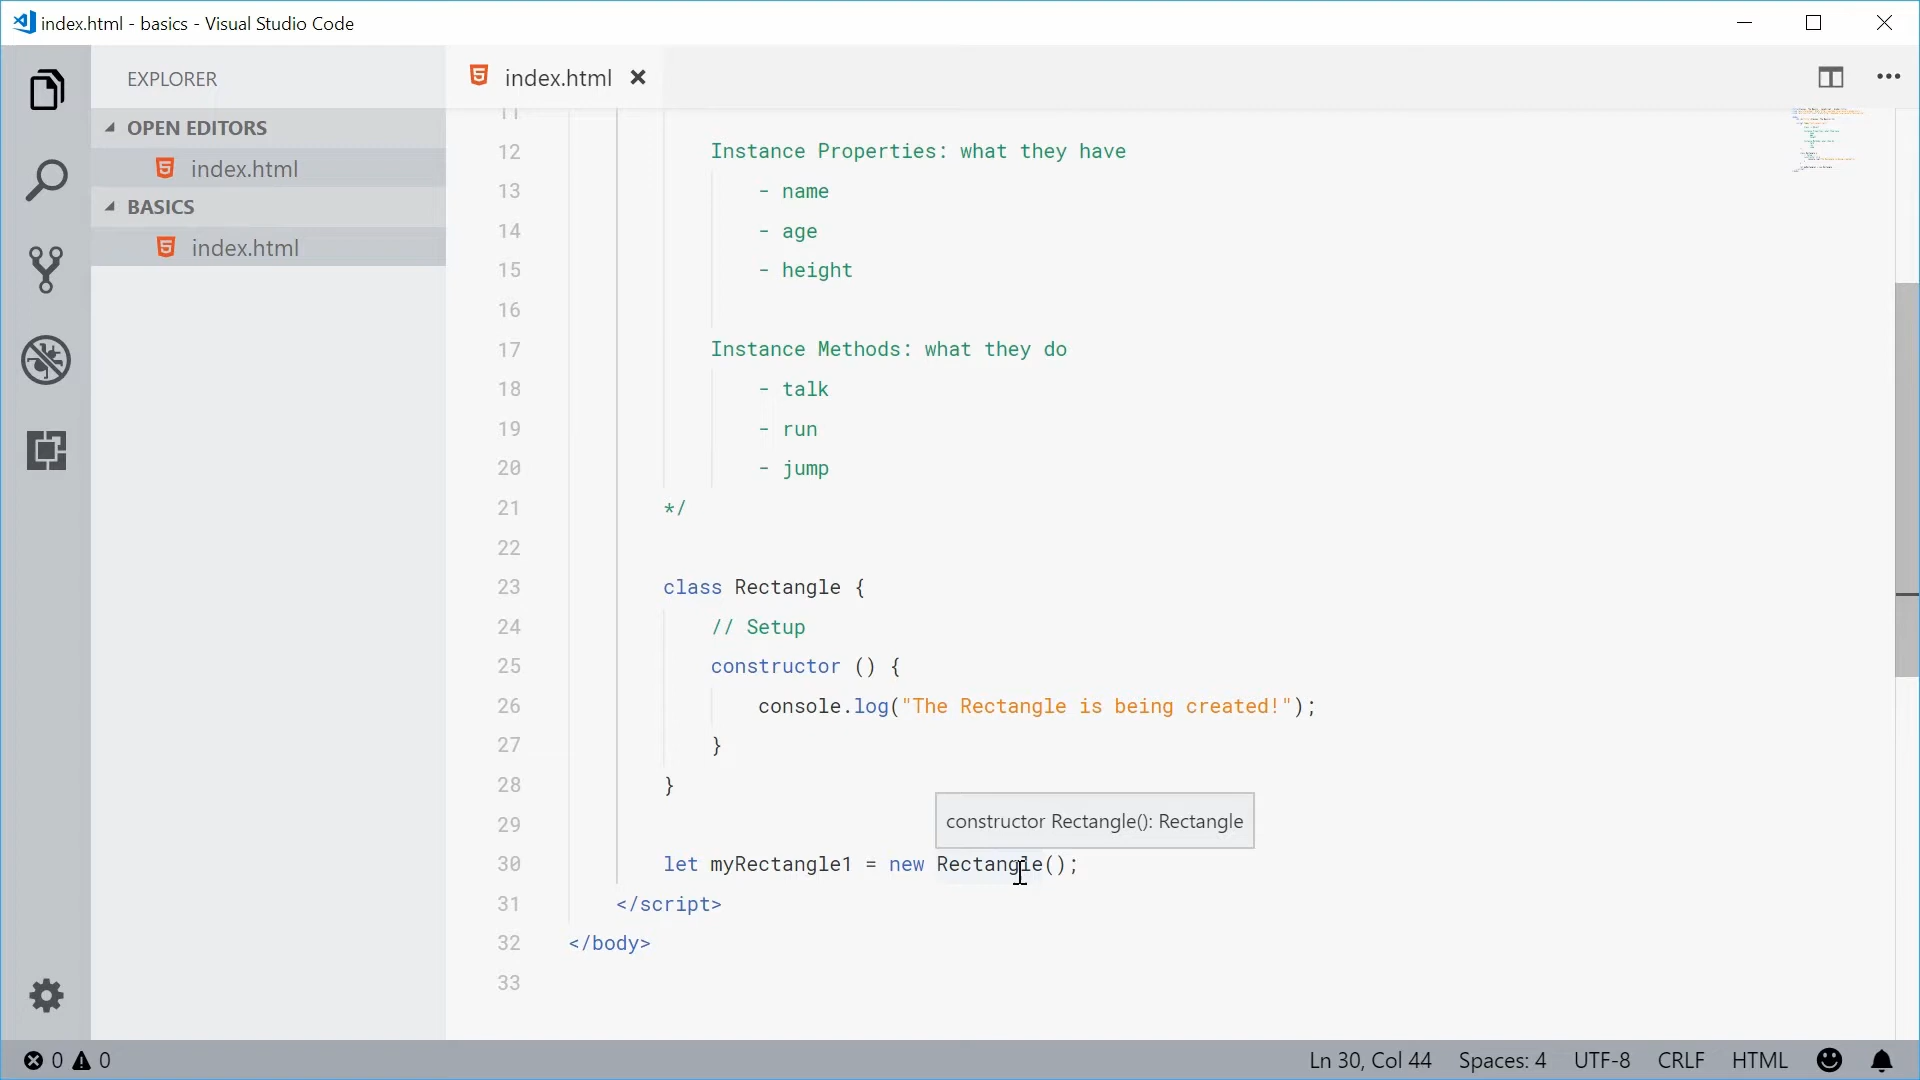 index.html - basics - Visual Studio Code
EXPLORER
OPEN EDITORS
index.html
BASICS
index.html
index.html
11
12 Instance Properties: what they have
13 - name
14 - age
15 - height
16
17 Instance Methods: what they do
18 - talk
19 - run
20 - jump
21 */
22
23 class Rectangle {
24 // Setup
25 constructor () {
26 console.log("The Rectangle is being created!");
27 }
28 }
constructor Rectangle(): Rectangle
29
30 let myRectangle1 = new Rectangle();
31 </script>
32 </body>
33
0 0 Ln 30, Col 44 Spaces: 4 UTF-8 CRLF HTML